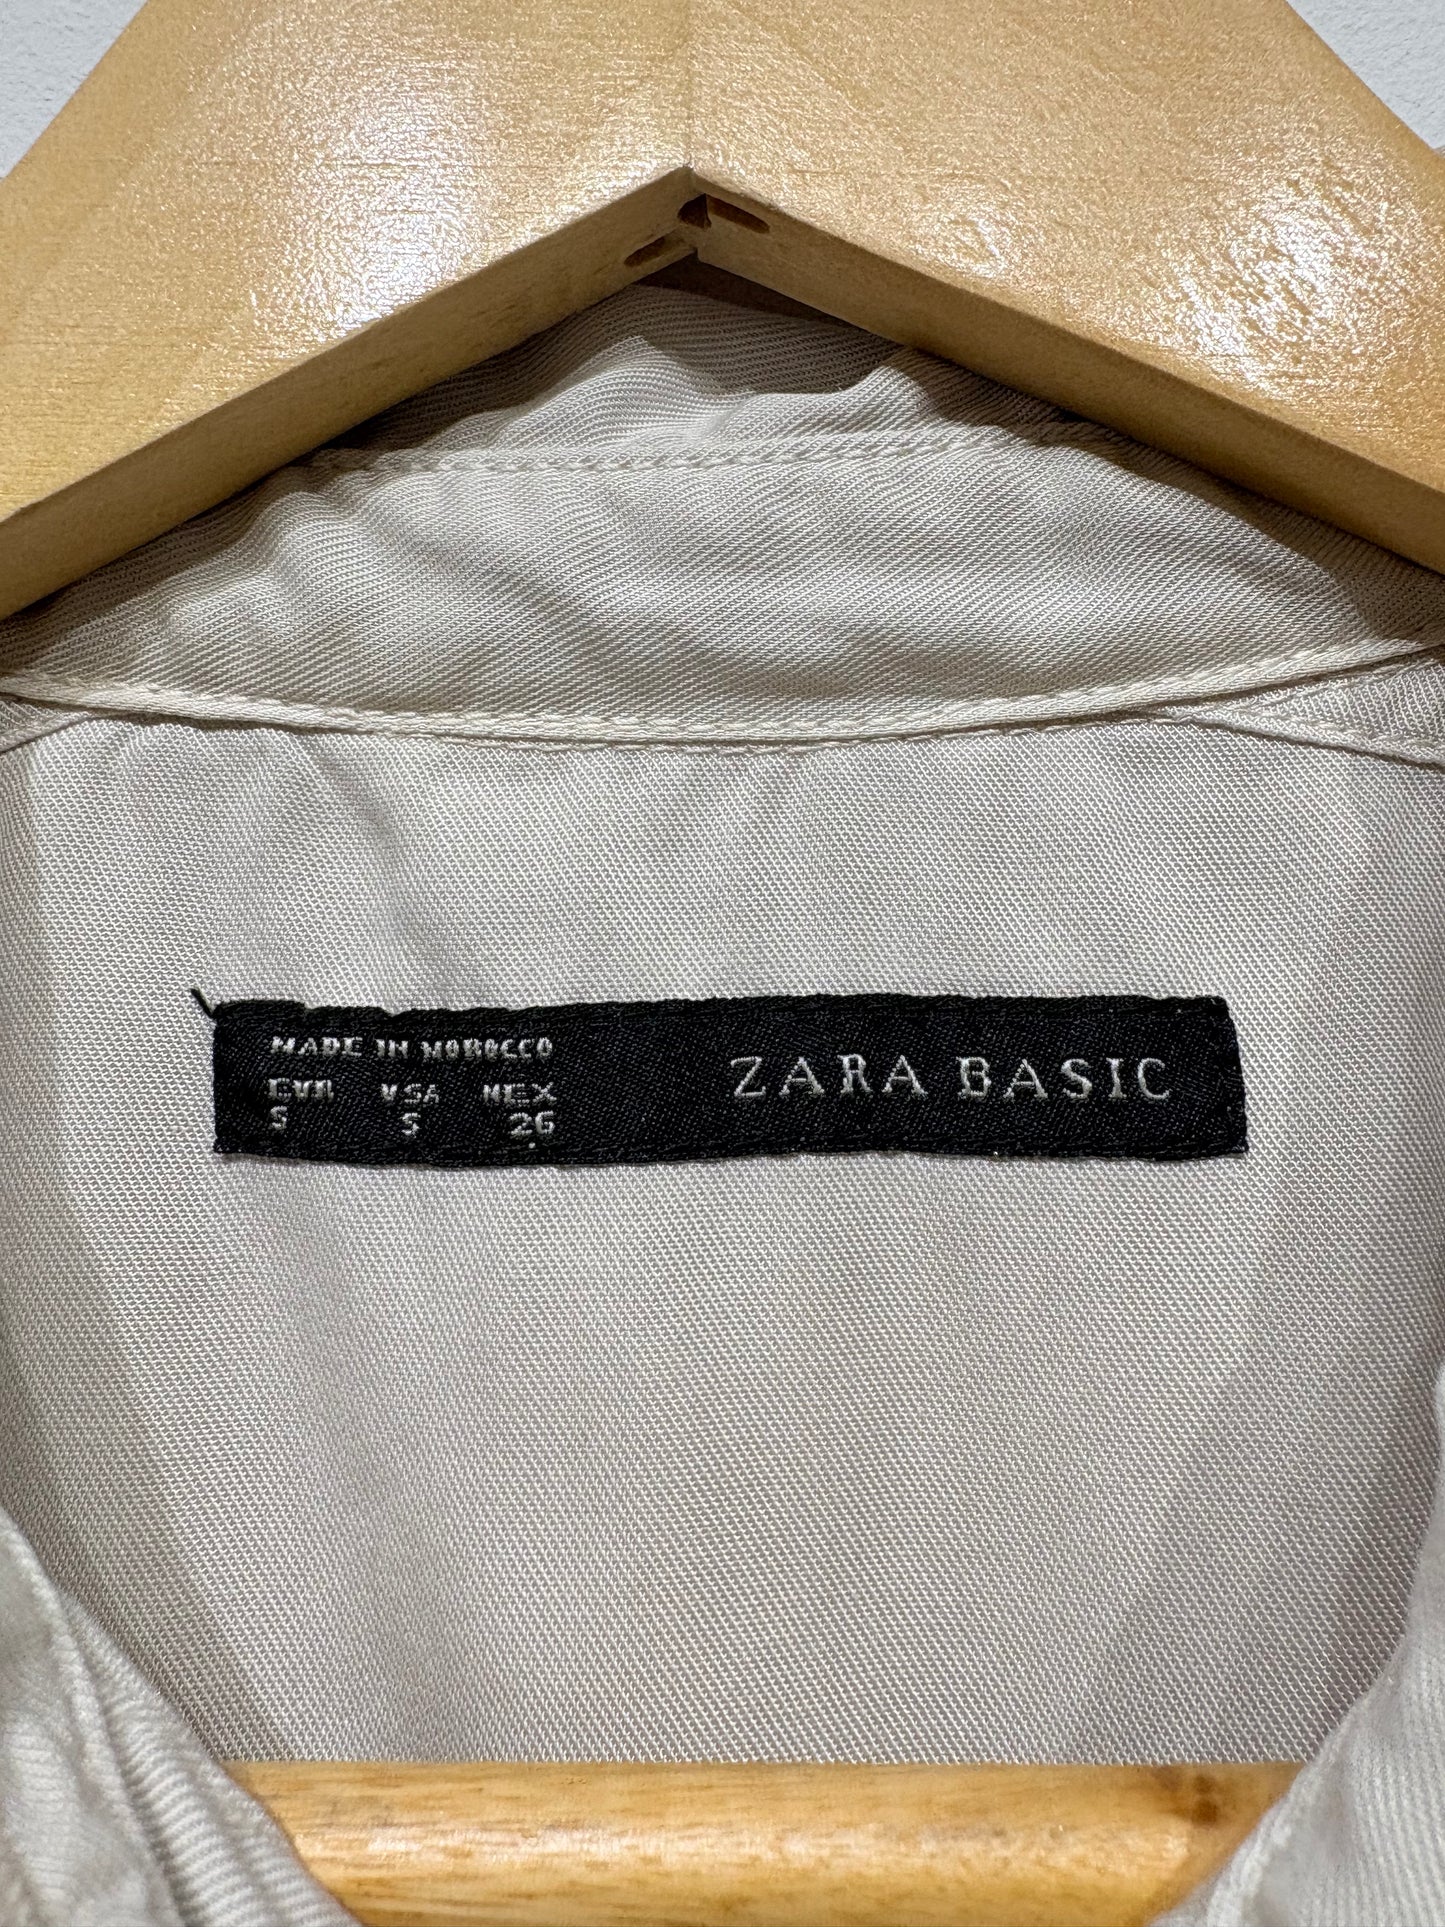 MADE IN MOROCCO
EUR USA MEX
S S 26
ZARA BASIC